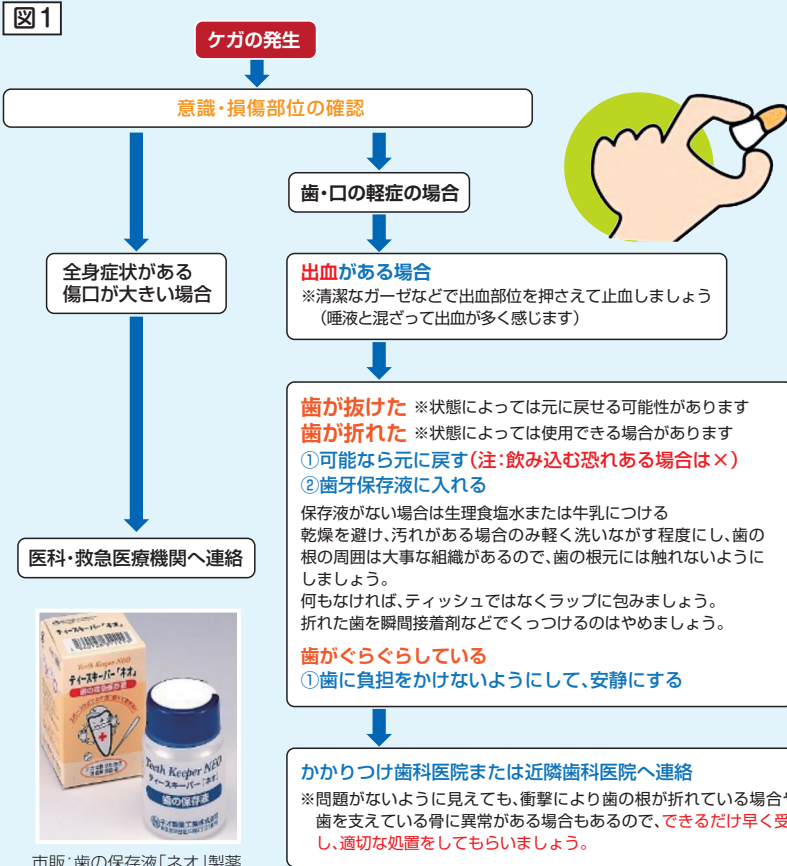 図1
ケガの発生
意識・損傷部位の確認
歯・口の軽症の場合
全身症状がある
傷口が大きい場合
出血がある場合
※清潔なガーゼなどで出血部位を押さえて止血しましょう
（唾液と混ざって出血が多く感じます）
歯が抜けた ※状態によっては元に戻せる可能性があります
歯が折れた ※状態によっては使用できる場合があります
①可能なら元に戻す（注：飲み込む恐れある場合は×）
②歯牙保存液に入れる
保存液がない場合は生理食塩水または牛乳につける
乾燥を避け、汚れがある場合のみ軽く洗いながす程度にし、歯の
根の周囲は大事な組織があるので、歯の根元には触れないように
しましょう。
何もなければ、ティッシュではなくラップに包みましょう。
折れた歯を瞬間接着剤などでくっつけるのはやめましょう。
歯がぐらぐらしている
①歯に負担をかけないようにして、安静にする
医科・救急医療機関へ連絡
かかりつけ歯科医院または近隣歯科医院へ連絡
※問題がないように見えても、衝撃により歯の根が折れている場合や
歯を支えている骨に異常がある場合もあるので、できるだけ早く受
し、適切な処置をしてもらいましょう。
Teeth Keeper NEO
ティースキーパー「ネオ」
Teeth Keeper NEO
ティースキーパー「ネオ」
歯の保存液
市販：歯の保存液「ネオ」製薬